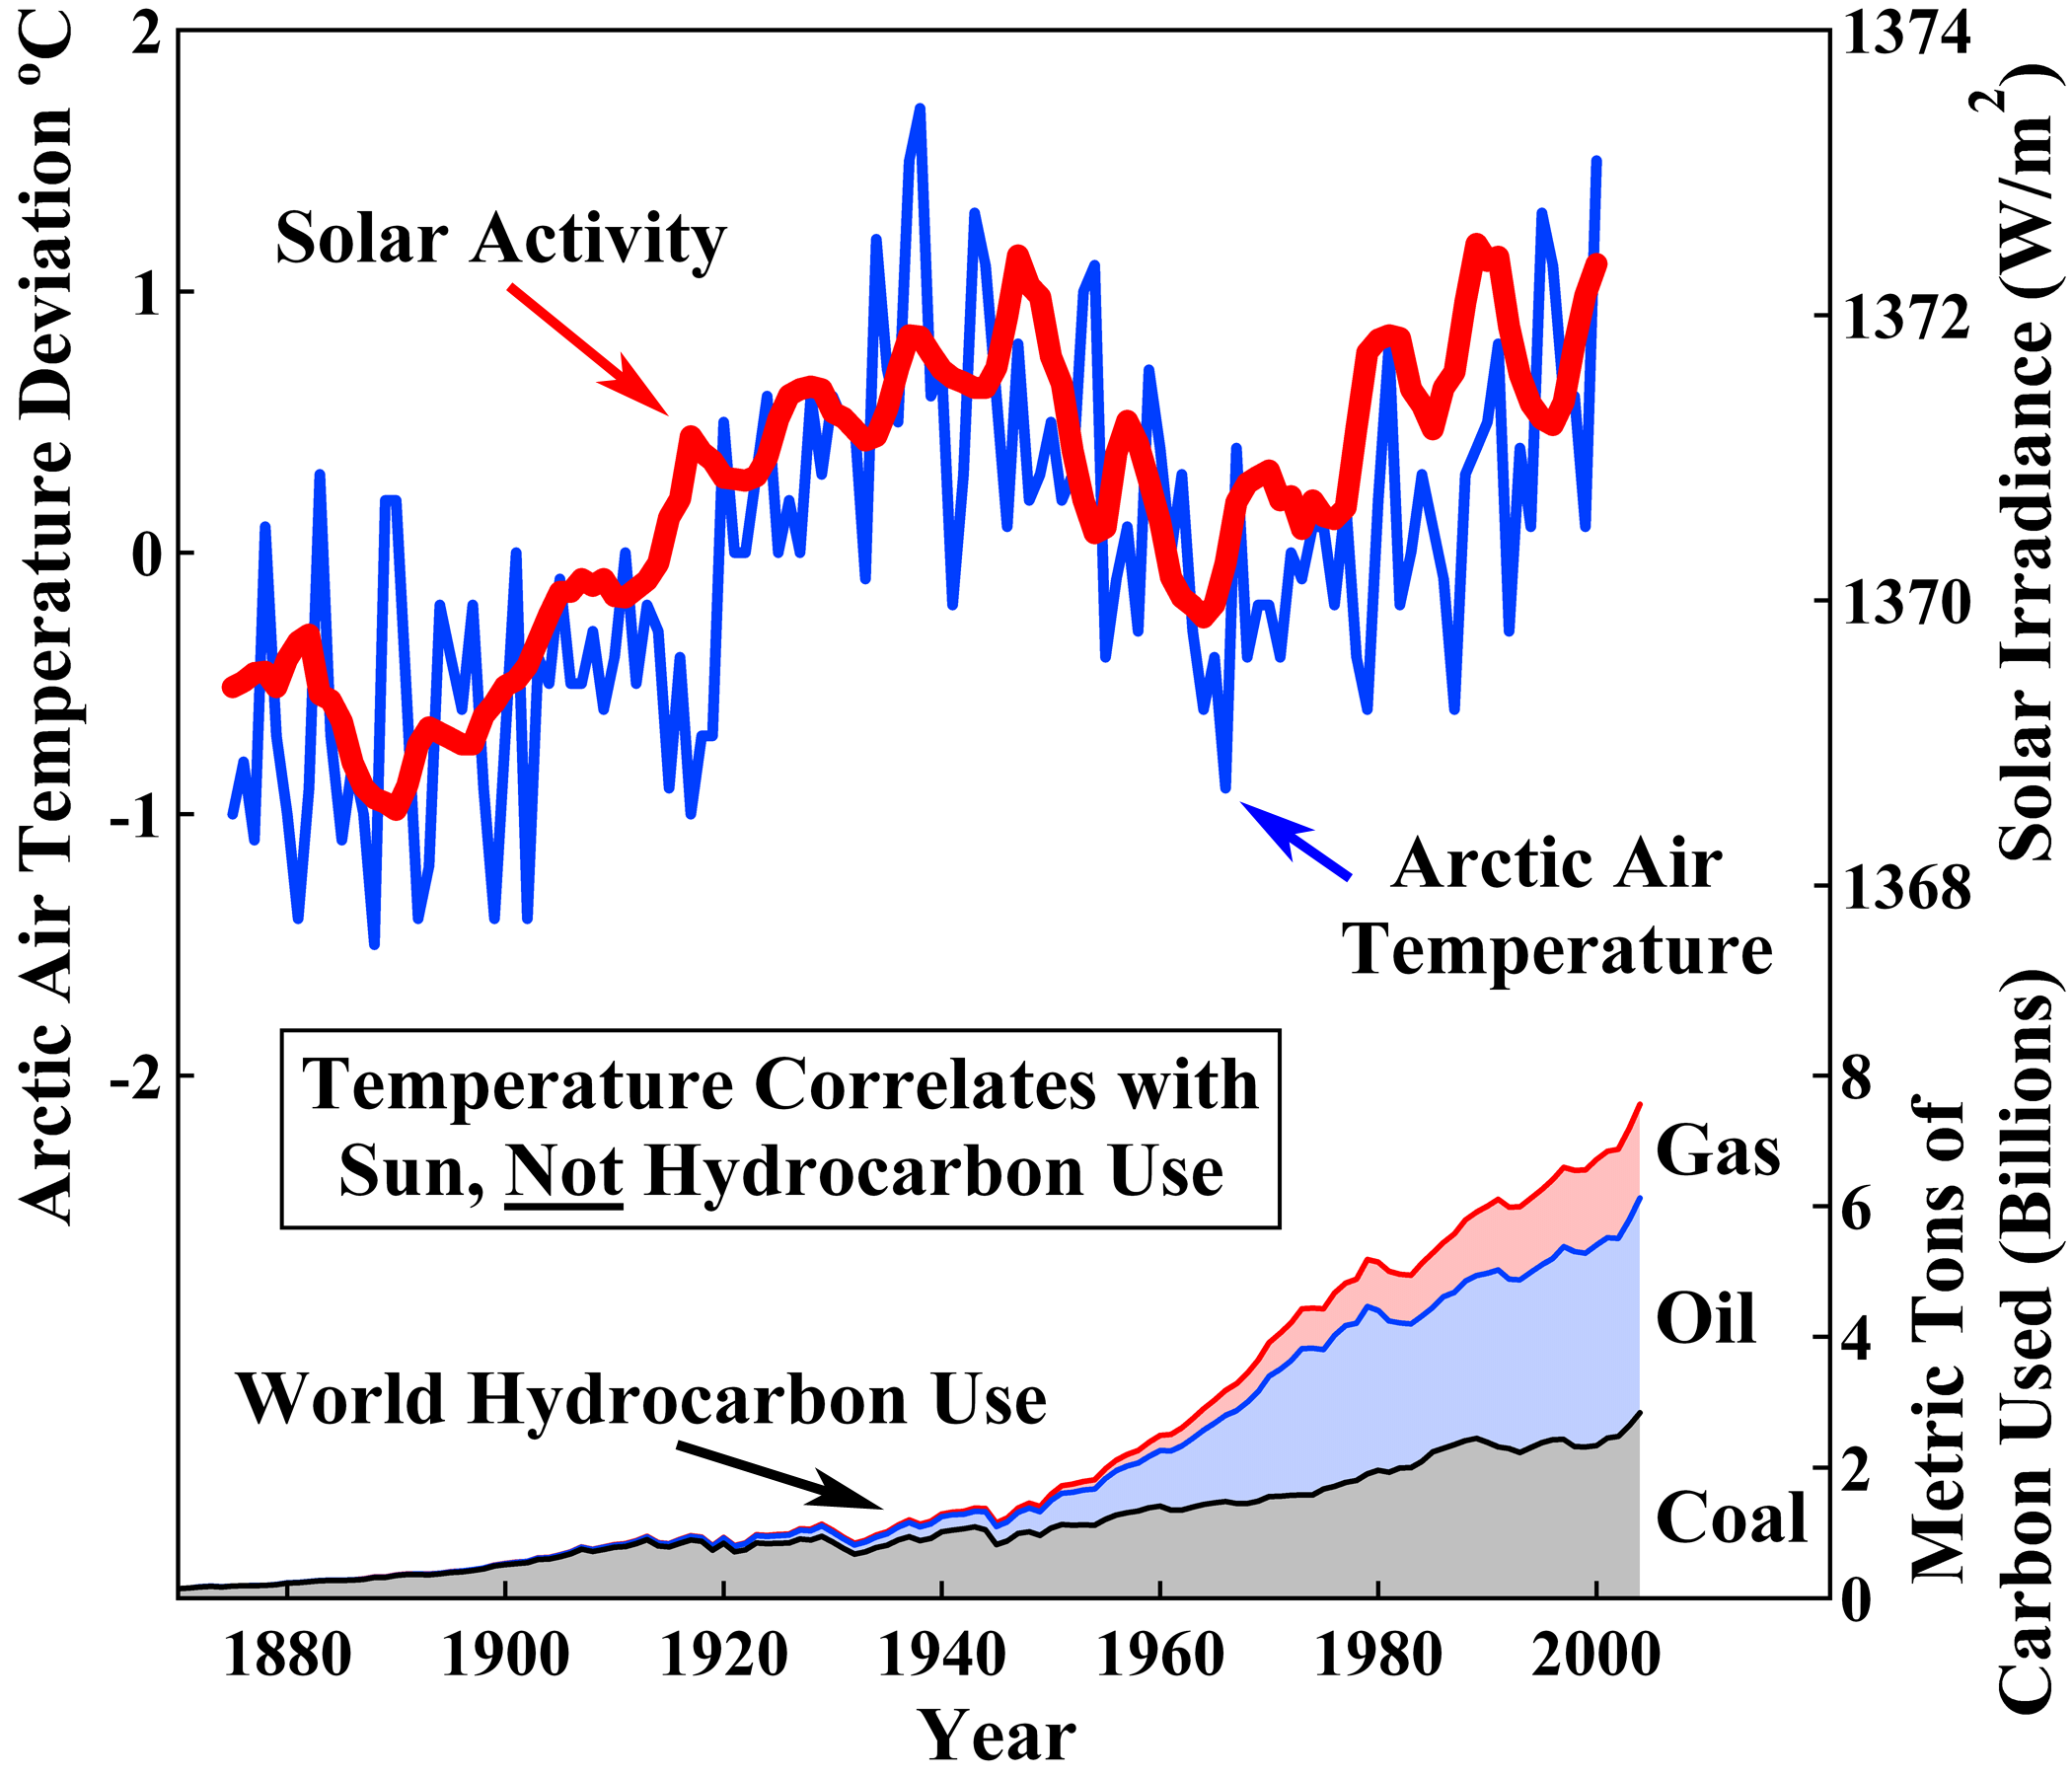 Arctic Air Temperature Deviation ºC
2
1
0
-1
-2
Solar Activity
Arctic Air
Temperature
Temperature Correlates with
Sun, Not Hydrocarbon Use
World Hydrocarbon Use
Gas
Oil
Coal
1374
1372
1370
1368
Solar Irradiance (W/m²)
8
6
4
2
0
Metric Tons of
Carbon Used (Billions)
1880 1900 1920 1940 1960 1980 2000
Year